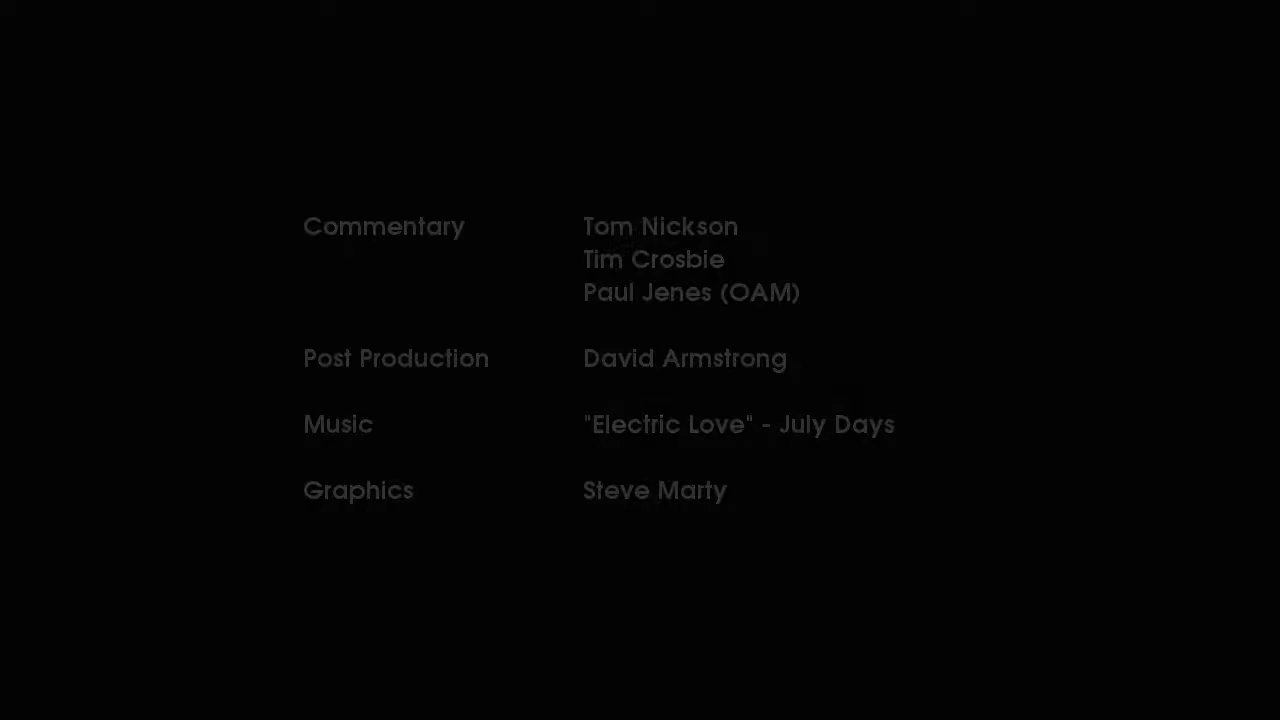 Commentary Tom Nickson
Tim Crosbie
Paul Jenes (OAM)
Post Production David Armstrong
Music "Electric Love" - July Days
Graphics Steve Marty